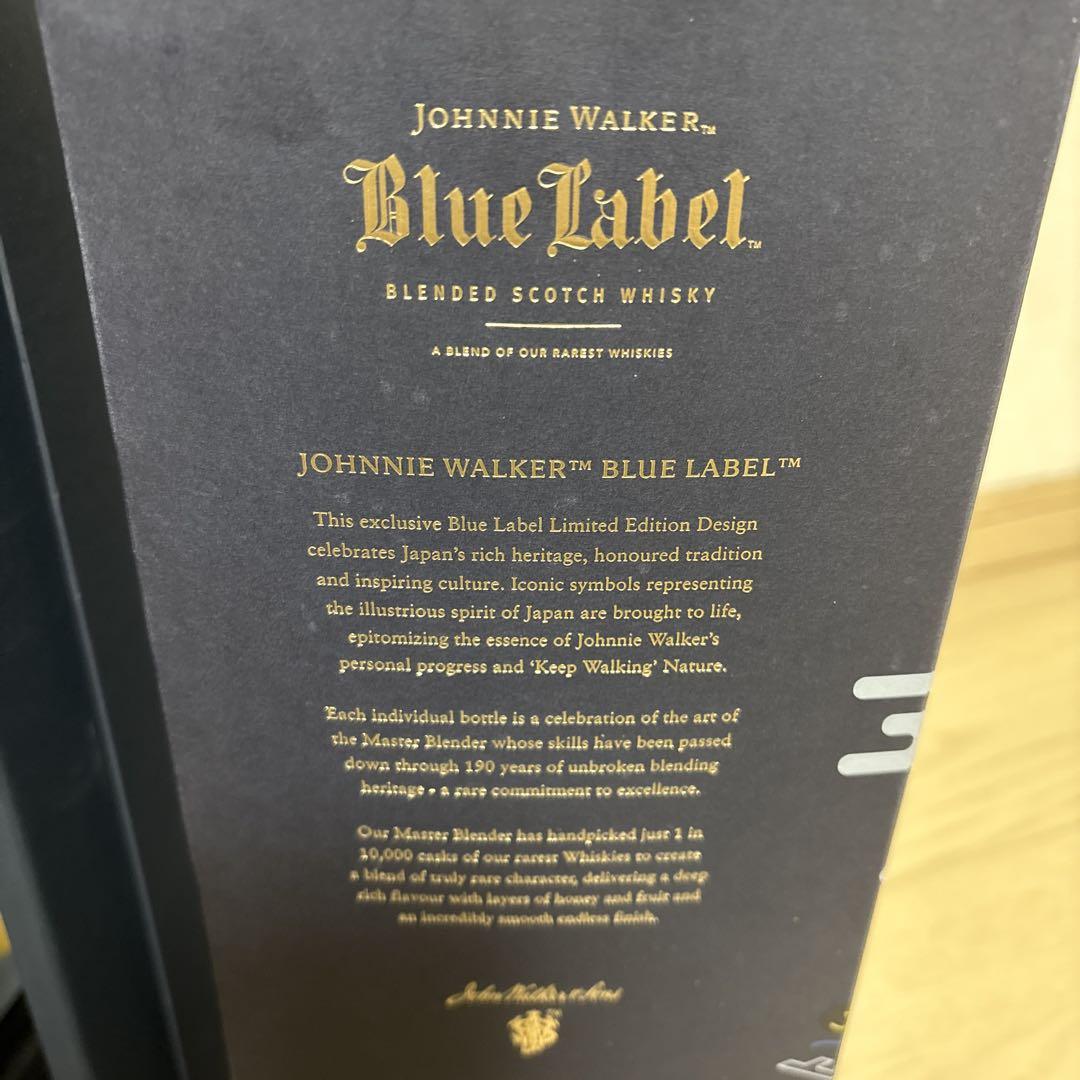 JOHNNIE WALKER™
Blue Label™
BLENDED SCOTCH WHISKY
A BLEND OF OUR RAREST WHISKIES
JOHNNIE WALKER™ BLUE LABEL™
This exclusive Blue Label Limited Edition Design
celebrates Japan's rich heritage, honoured tradition
and inspiring culture. Iconic symbols representing
the illustrious spirit of Japan are brought to life,
epitomizing the essence of Johnnie Walker's
personal progress and 'Keep Walking' Nature.
Each individual bottle is a celebration of the art of
the Master Blender whose skills have been passed
down through 190 years of unbroken blending
heritage - a rare commitment to excellence.
Our Master Blender has handpicked just 1 in
10,000 casks of our rarest Whiskies to create
a blend of truly rare character, delivering a deep
rich flavour with layers of honey and fruit and
an incredibly smooth endless finish.
John Walker & Sons